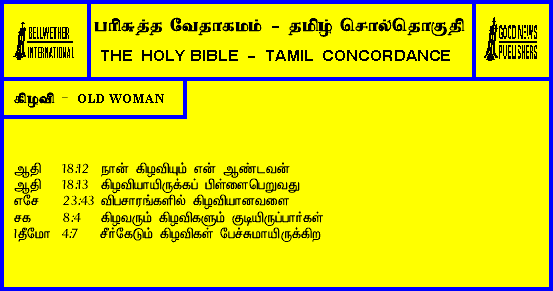 BELLWETHER
INTERNATIONAL
பரிசுத்த வேதாகமம் - தமிழ் சொல்தொகுதி
THE HOLY BIBLE - TAMIL CONCORDANCE
GOOD NEWS
PUBLISHERS
கிழவி - OLD WOMAN
ஆதி 18:12 நான் கிழவியும் என் ஆண்டவன்
ஆதி 18:13 கிழவியாயிருக்கப் பிள்ளைபெறுவது
எசே 23:43 விபசாரங்களில் கிழவியானவளை
சக 8:4 கிழவரும் கிழவிகளும் குடியிருப்பார்கள்
1தீமோ 4:7 சீர்கேடும் கிழவிகள் பேச்சுமாயிருக்கிற